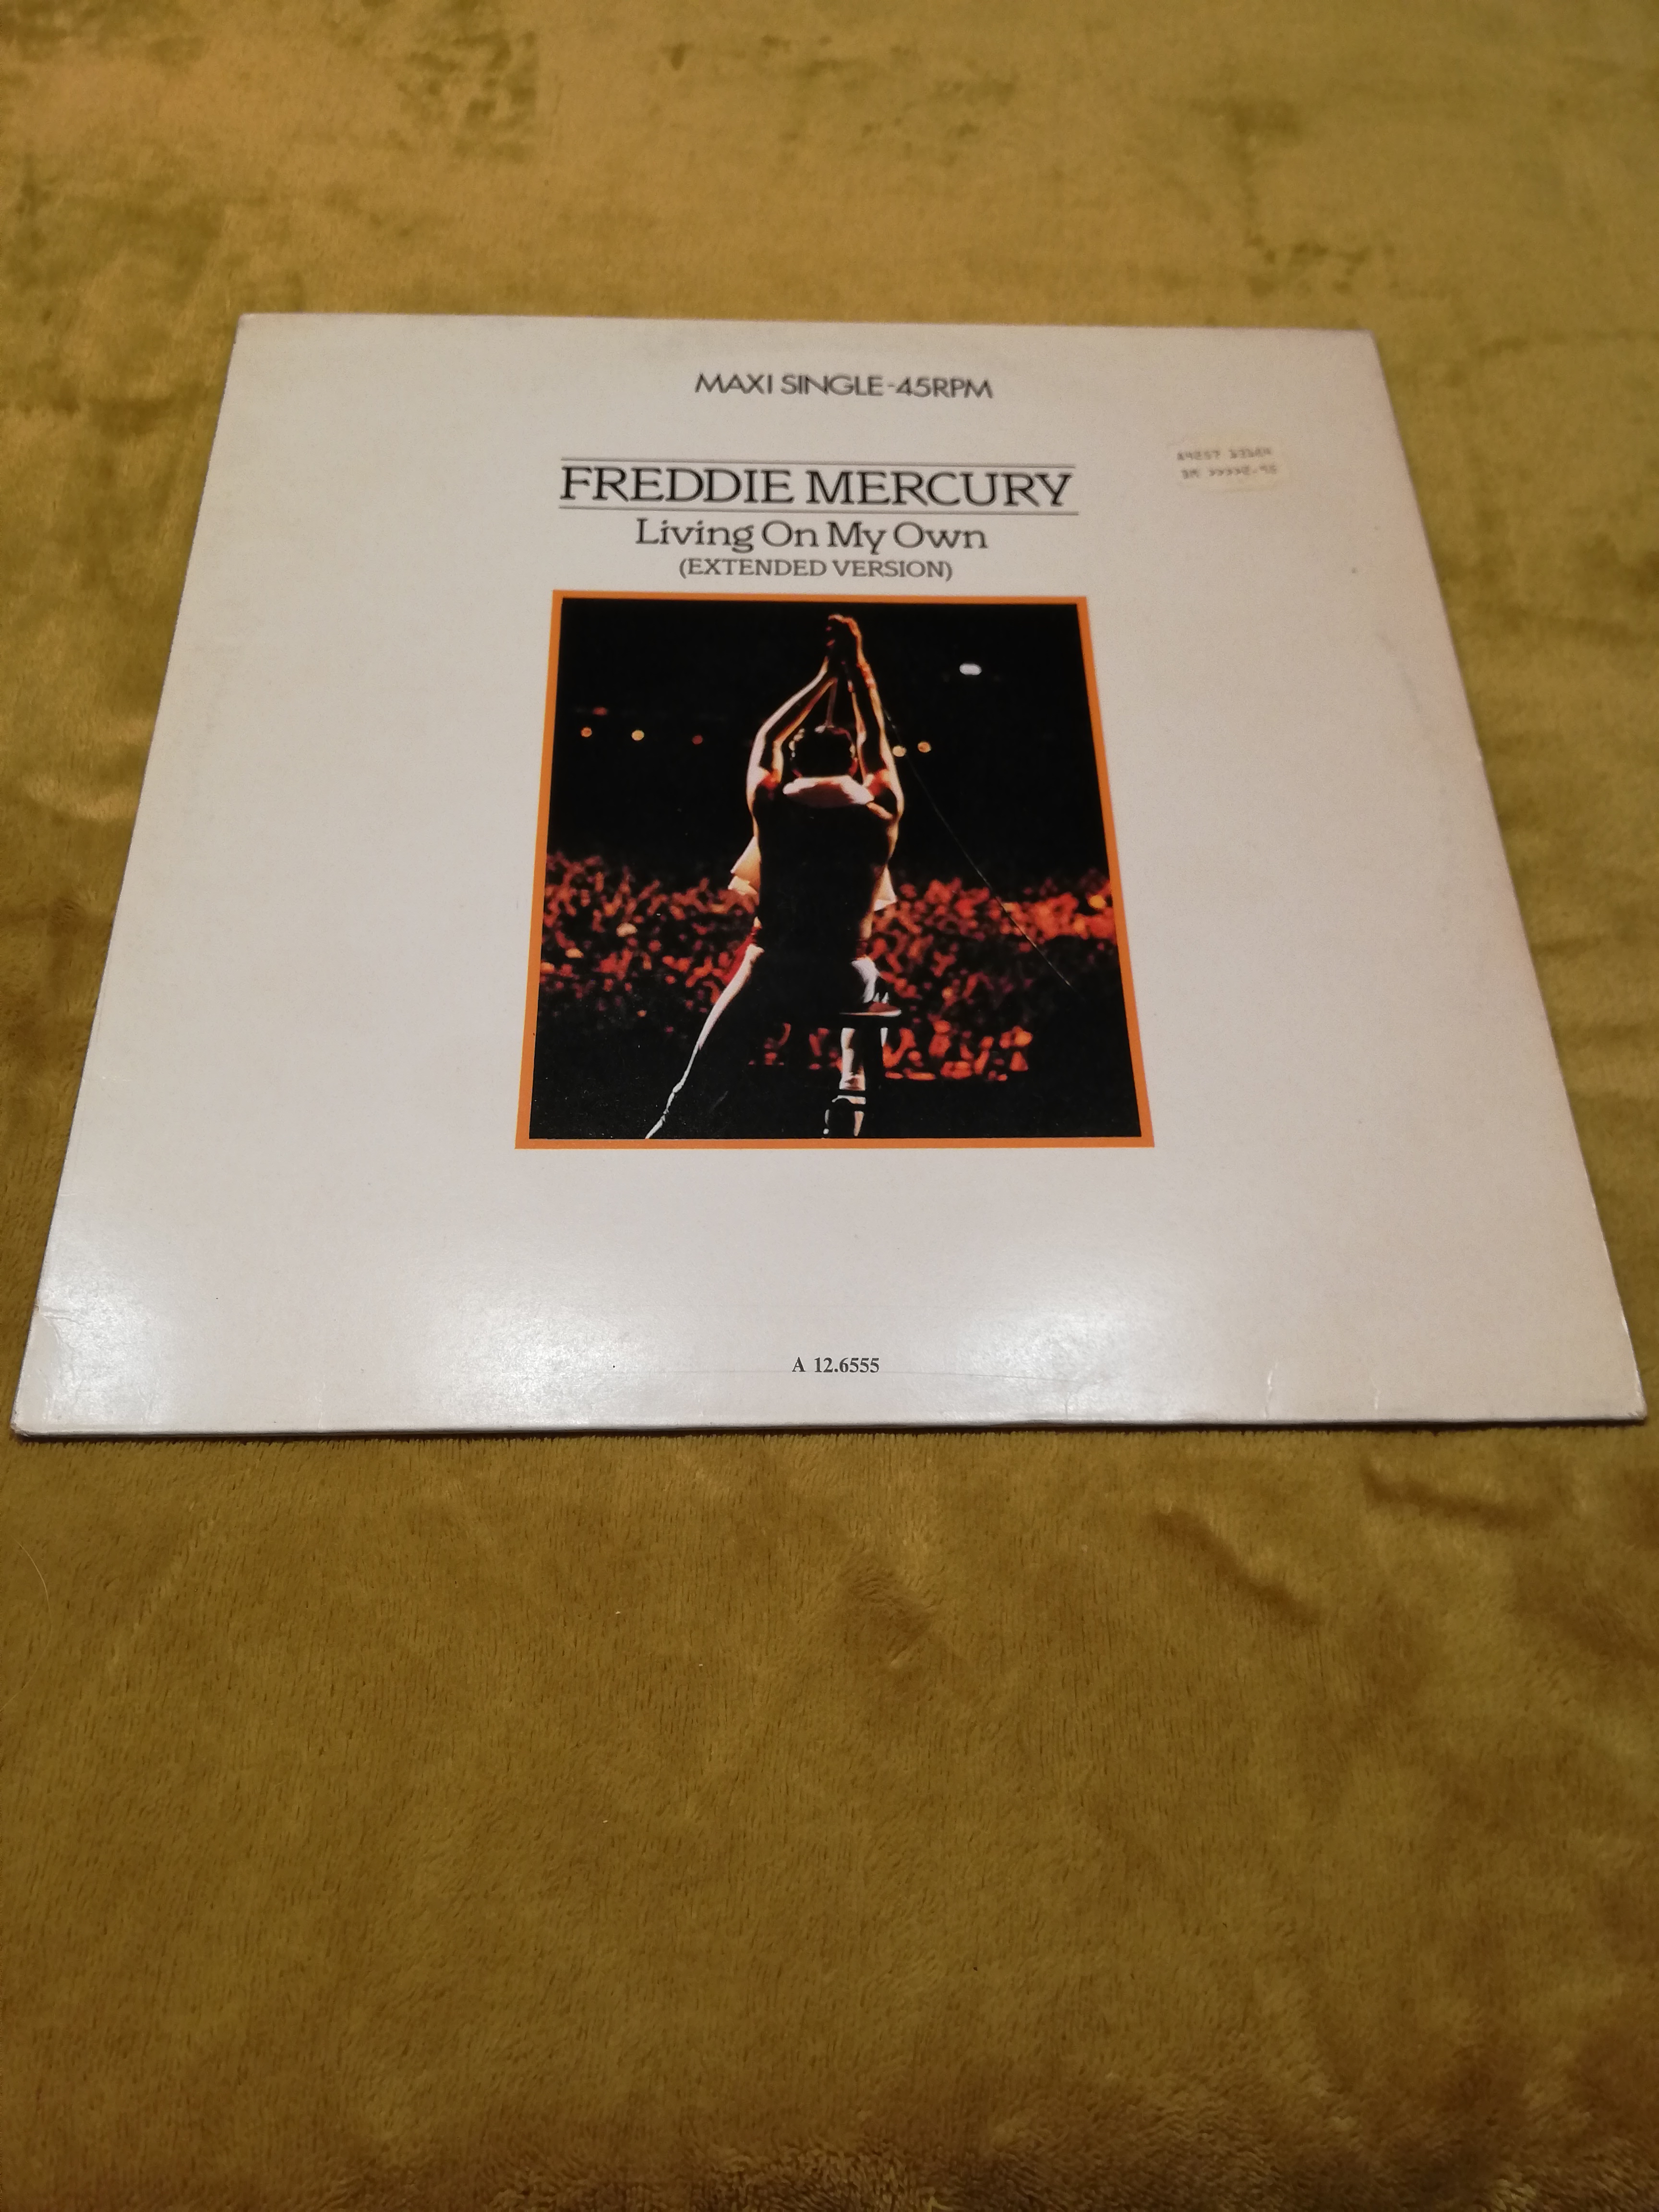 MAXI SINGLE-45RPM
FREDDIE MERCURY
Living On My Own
(EXTENDED VERSION)
A 12.6555